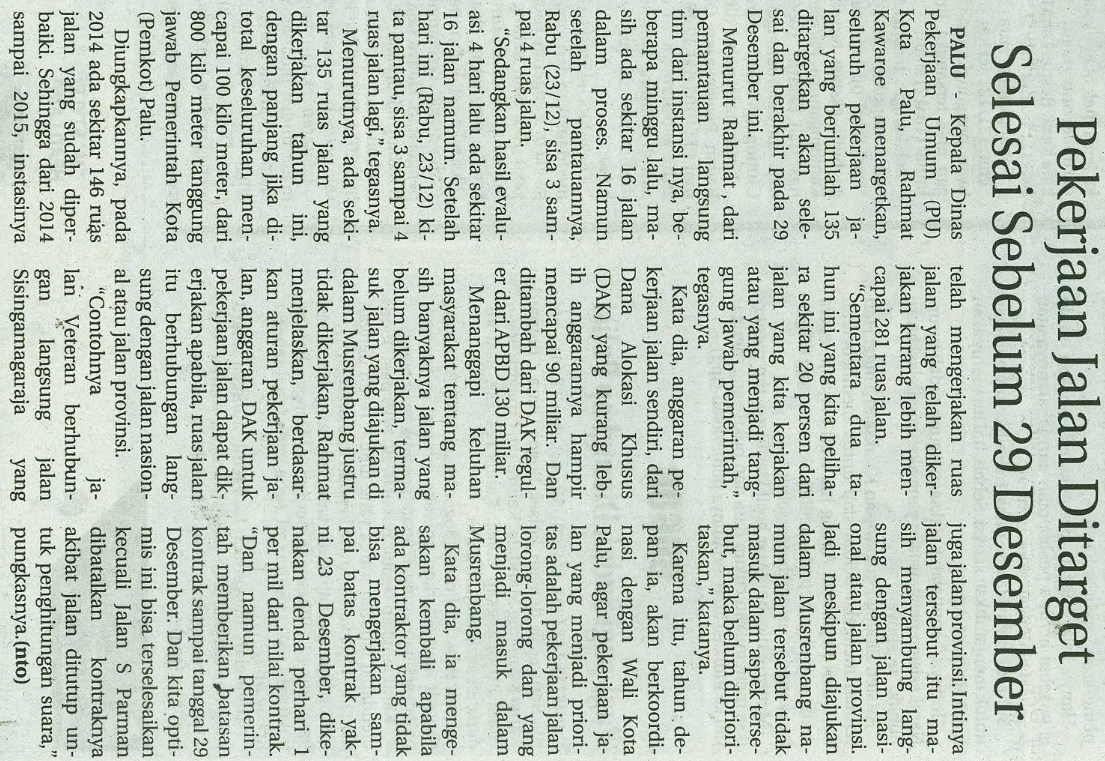 Pekerjaan Jalan Ditarget
Selesai Sebelum 29 Desember
PALU - Kepala Dinas
Pekerjaan Umum (PU)
Kota Palu, Rahmat
Kawaroe menargetkan,
seluruh pekerjaan ja-
lan yang berjumlah 135
ditargetkan akan sele-
sai dan berakhir pada 29
Desember ini.
Menurut Rahmat , dari
pemantauan langsung
tim dari instansi nya, be-
berapa minggu lalu, ma-
sih ada sekitar 16 jalan
dalam proses. Namun
setelah pantauannya,
Rabu (23/12), sisa 3 sam-
pai 4 ruas jalan.
"Sedangkan hasil evalu-
asi 4 hari lalu ada sekitar
16 jalan namun. Setelah
hari ini (Rabu, 23/12) ki-
ta pantau, sisa 3 sampai 4
ruas jalan lagi," tegasnya.
Menurutnya, ada seki-
tar 135 ruas jalan yang
dikerjakan tahun ini,
dengan panjang jika di-
total keseluruhan men-
capai 100 kilo meter, dari
800 kilo meter tanggung
jawab Pemerintah Kota
(Pemkot) Palu.
Diungkapkannya, pada
2014 ada sekitar 146 ruas
jalan yang sudah diper-
baiki. Sehingga dari 2014
sampai 2015, instasinya
telah mengerjakan ruas
jalan yang telah diker-
jakan kurang lebih men-
capai 281 ruas jalan.
"Sementara dua ta-
hun ini yang kita peliha-
ra sekitar 20 persen dari
jalan yang kita kerjakan
atau yang menjadi tang-
gung jawab pemerintah,"
tegasnya.
Kata dia, anggaran pe-
kerjaan jalan sendiri, dari
Dana Alokasi Khusus
(DAK) yang kurang leb-
ih anggarannya hampir
mencapai 90 miliar. Dan
ditambah dari DAK regul-
er dari APBD 130 miliar.
Menanggapi keluhan
masyarakat tentang ma-
sih banyaknya jalan yang
belum dikerjakan, terma-
suk jalan yang diajukan di
dalam Musrenbang justru
tidak dikerjakan, Rahmat
menjelaskan, berdasar-
kan aturan pekerjaan ja-
lan, anggaran DAK untuk
pekerjaan jalan dapat dik-
erjakan apabila, ruas jalan
itu berhubungan lang-
sung dengan jalan nasion-
al atau jalan provinsi.
"Contohnya ja-
lan Veteran berhubun-
gan langsung jalan
Sisingamagaraja yang
juga jalan provinsi. Intinya
jalan tersebut itu ma-
sih menyambung lang-
sung dengan jalan nasi-
onal atau jalan provinsi.
Jadi meskipun diajukan
dalam Musrenbang na-
mun jalan tersebut tidak
masuk dalam aspek terse-
but, maka belum dipriori-
taskan," katanya.
Karena itu, tahun de-
pan ia, akan berkoordi-
nasi dengan Wali Kota
Palu, agar pekerjaan ja-
lan yang menjadi priori-
tas adalah pekerjaan jalan
lorong-lorong dan yang
menjadi masuk dalam
Musrenbang.
Kata dia, ia menge-
sakan kembali apabila
ada kontraktor yang tidak
bisa mengerjakan sam-
pai batas kontrak yak-
ni 23 Desember, dike-
nakan denda perhari 1
per mil dari nilai kontrak.
"Dan namun pemerin-
tah memberikan batasan
kontrak sampai tanggal 29
Desember. Dan kita opti-
mis ini bisa terselesaikan
kecuali Jalan S Parman
dibatalkan kontraknya
akibat jalan ditutup un-
tuk penghitungan suara,"
pungkasnya.(nto)